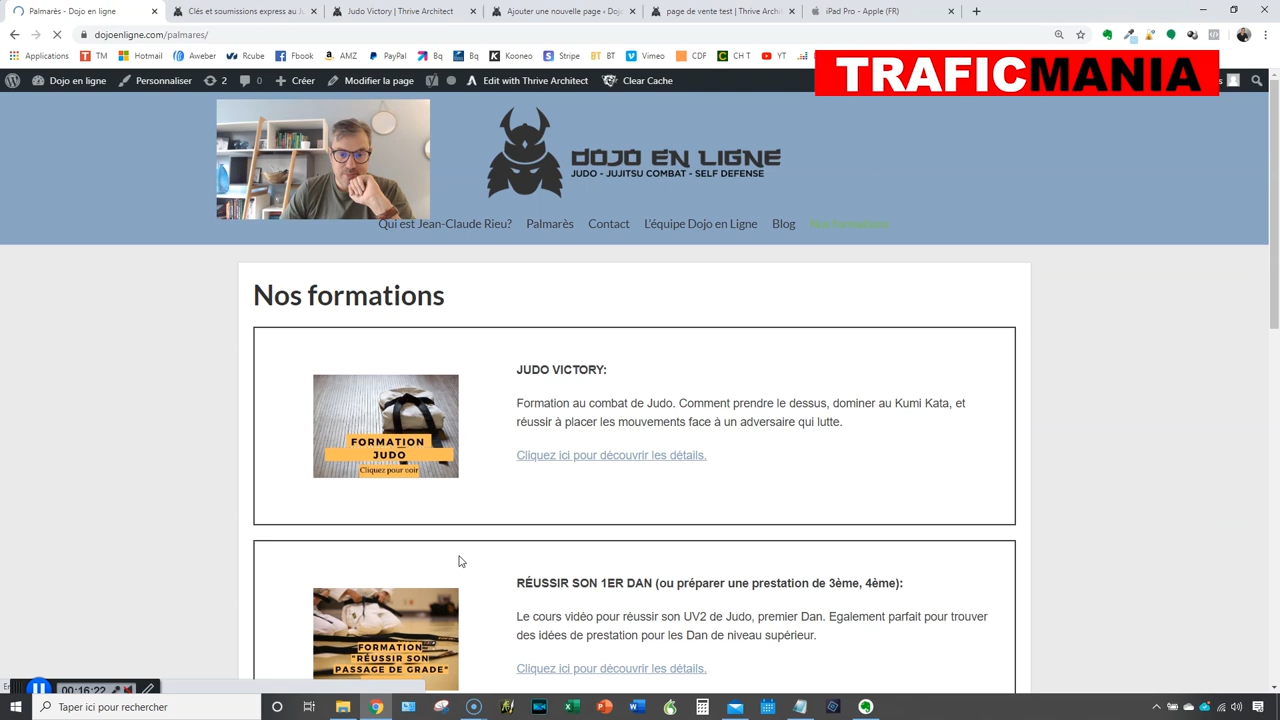 Palmarès - Dojo en ligne
Clés et soumissions expertes au Ju
Judo Victory | Thrive Architect
Ajouter une nouvelle page ‹ Dojo
page de test avec Thrive Architect
iPad Pro - Apple (FR)
dojoenligne.com/palmares/
Applications
TM
Hotmail
Aweber
Rcube
Fbook
AMZ
PayPal
Bq
Kooneo
Stripe
BT
BT
Vimeo
CDF
CH T
YT
TRAFICMANIA
Dojo en ligne
Personnaliser
2
0
Créer
Modifier la page
Edit with Thrive Architect
Clear Cache
DOJO EN LIGNE
JUDO - JUJITSU COMBAT - SELF DEFENSE
Qui est Jean-Claude Rieu?
Palmarès
Contact
L'équipe Dojo en Ligne
Blog
Nos formations
Nos formations
JUDO VICTORY:
Formation au combat de Judo. Comment prendre le dessus, dominer au Kumi Kata, et
réussir à placer les mouvements face à un adversaire qui lutte.
Cliquez ici pour découvrir les détails.
FORMATION
JUDO
Cliquez pour voir
RÉUSSIR SON 1ER DAN (ou préparer une prestation de 3ème, 4ème):
Le cours vidéo pour réussir son UV2 de Judo, premier Dan. Egalement parfait pour trouver
des idées de prestation pour les Dan de niveau supérieur.
Cliquez ici pour découvrir les détails.
FORMATION
"RÉUSSIR SON
PASSAGE DE GRADE"
00:16:22
Taper ici pour rechercher